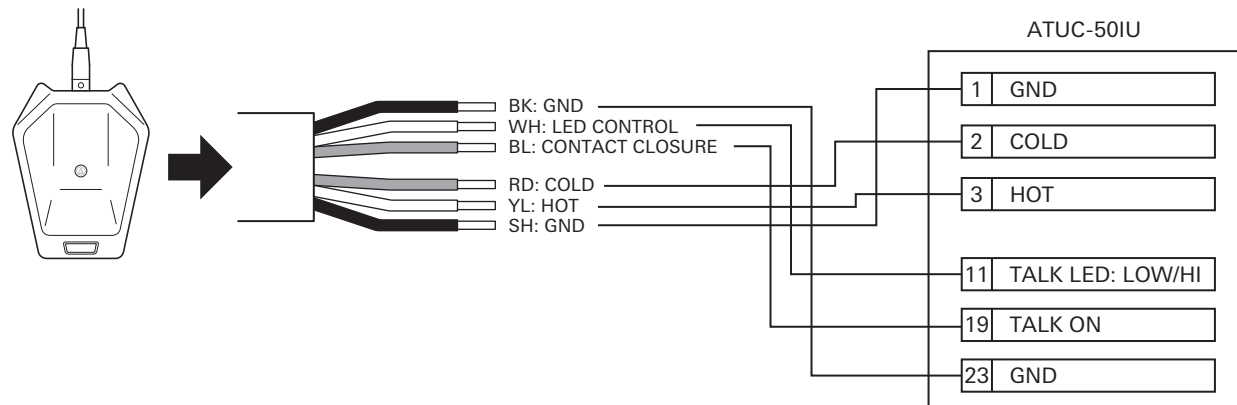 ATUC-50IU
BK: GND
WH: LED CONTROL
BL: CONTACT CLOSURE
RD: COLD
YL: HOT
SH: GND
1 GND
2 COLD
3 HOT
11 TALK LED: LOW/HI
19 TALK ON
23 GND